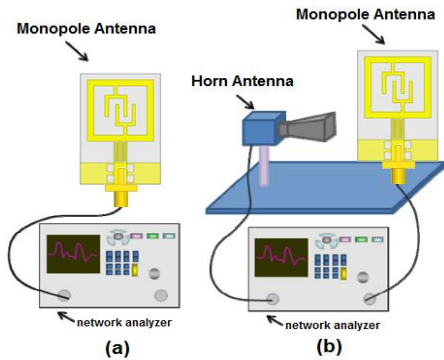 Monopole Antenna
network analyzer
(a)
Monopole Antenna
Horn Antenna
network analyzer
(b)